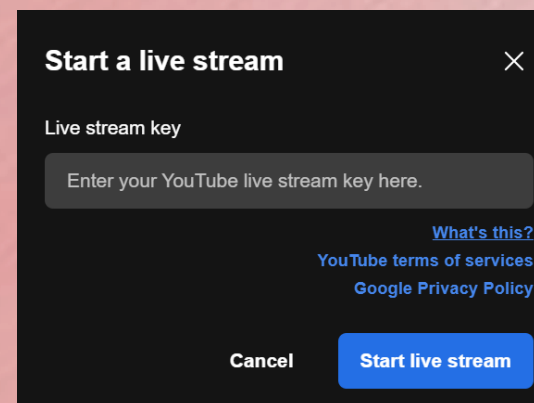 Start a live stream
Live stream key
Enter your YouTube live stream key here.
What's this?
YouTube terms of services
Google Privacy Policy
Cancel
Start live stream